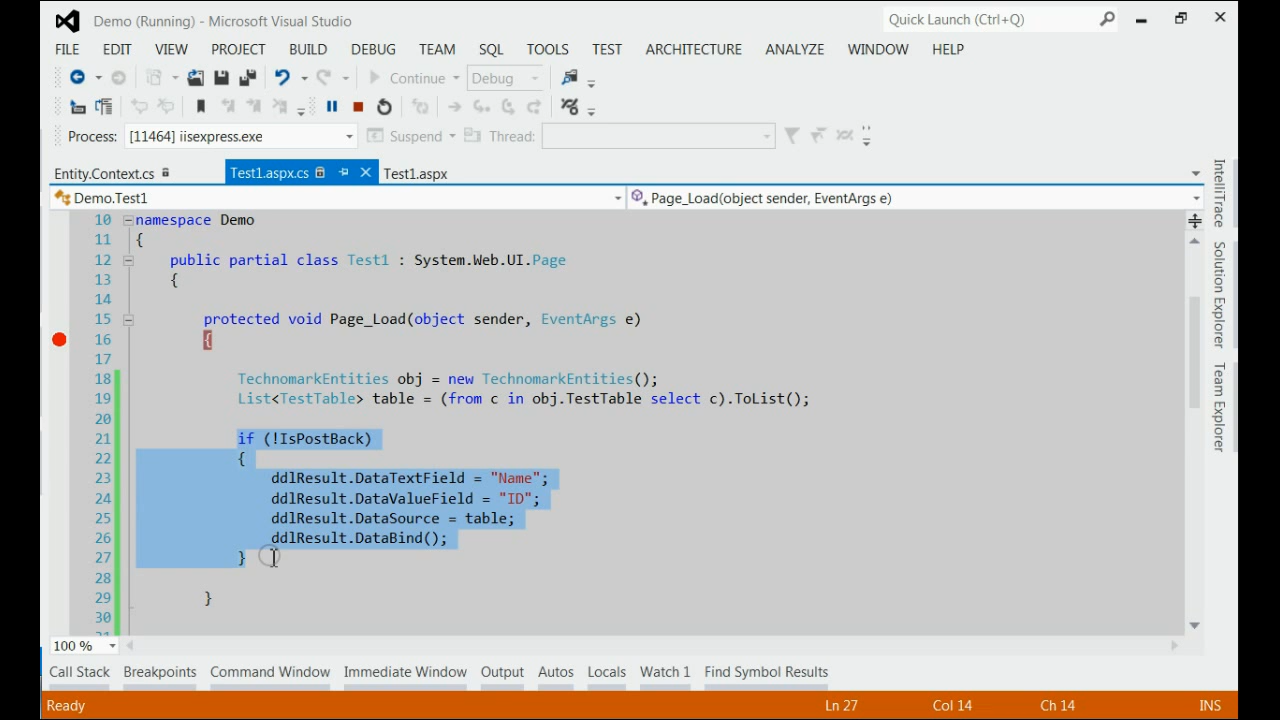 Demo (Running) - Microsoft Visual Studio
Quick Launch (Ctrl+Q)
FILE EDIT VIEW PROJECT BUILD DEBUG TEAM SQL TOOLS TEST ARCHITECTURE ANALYZE WINDOW HELP
Continue Debug
Process: [11464] iisexpress.exe Suspend Thread:
Entity.Context.cs Test1.aspx.cs Test1.aspx
Demo.Test1 Page_Load(object sender, EventArgs e)
10 namespace Demo
11 {
12 public partial class Test1 : System.Web.UI.Page
13 {
14
15 protected void Page_Load(object sender, EventArgs e)
16 {
17
18 TechnomarkEntities obj = new TechnomarkEntities();
19 List<TestTable> table = (from c in obj.TestTable select c).ToList();
20
21 if (!IsPostBack)
22 {
23 ddlResult.DataTextField = "Name";
24 ddlResult.DataValueField = "ID";
25 ddlResult.DataSource = table;
26 ddlResult.DataBind();
27 }
28
29 }
30
31
IntelliTrace
Solution Explorer
Team Explorer
100 %
Call Stack Breakpoints Command Window Immediate Window Output Autos Locals Watch 1 Find Symbol Results
Ready Ln 27 Col 14 Ch 14 INS